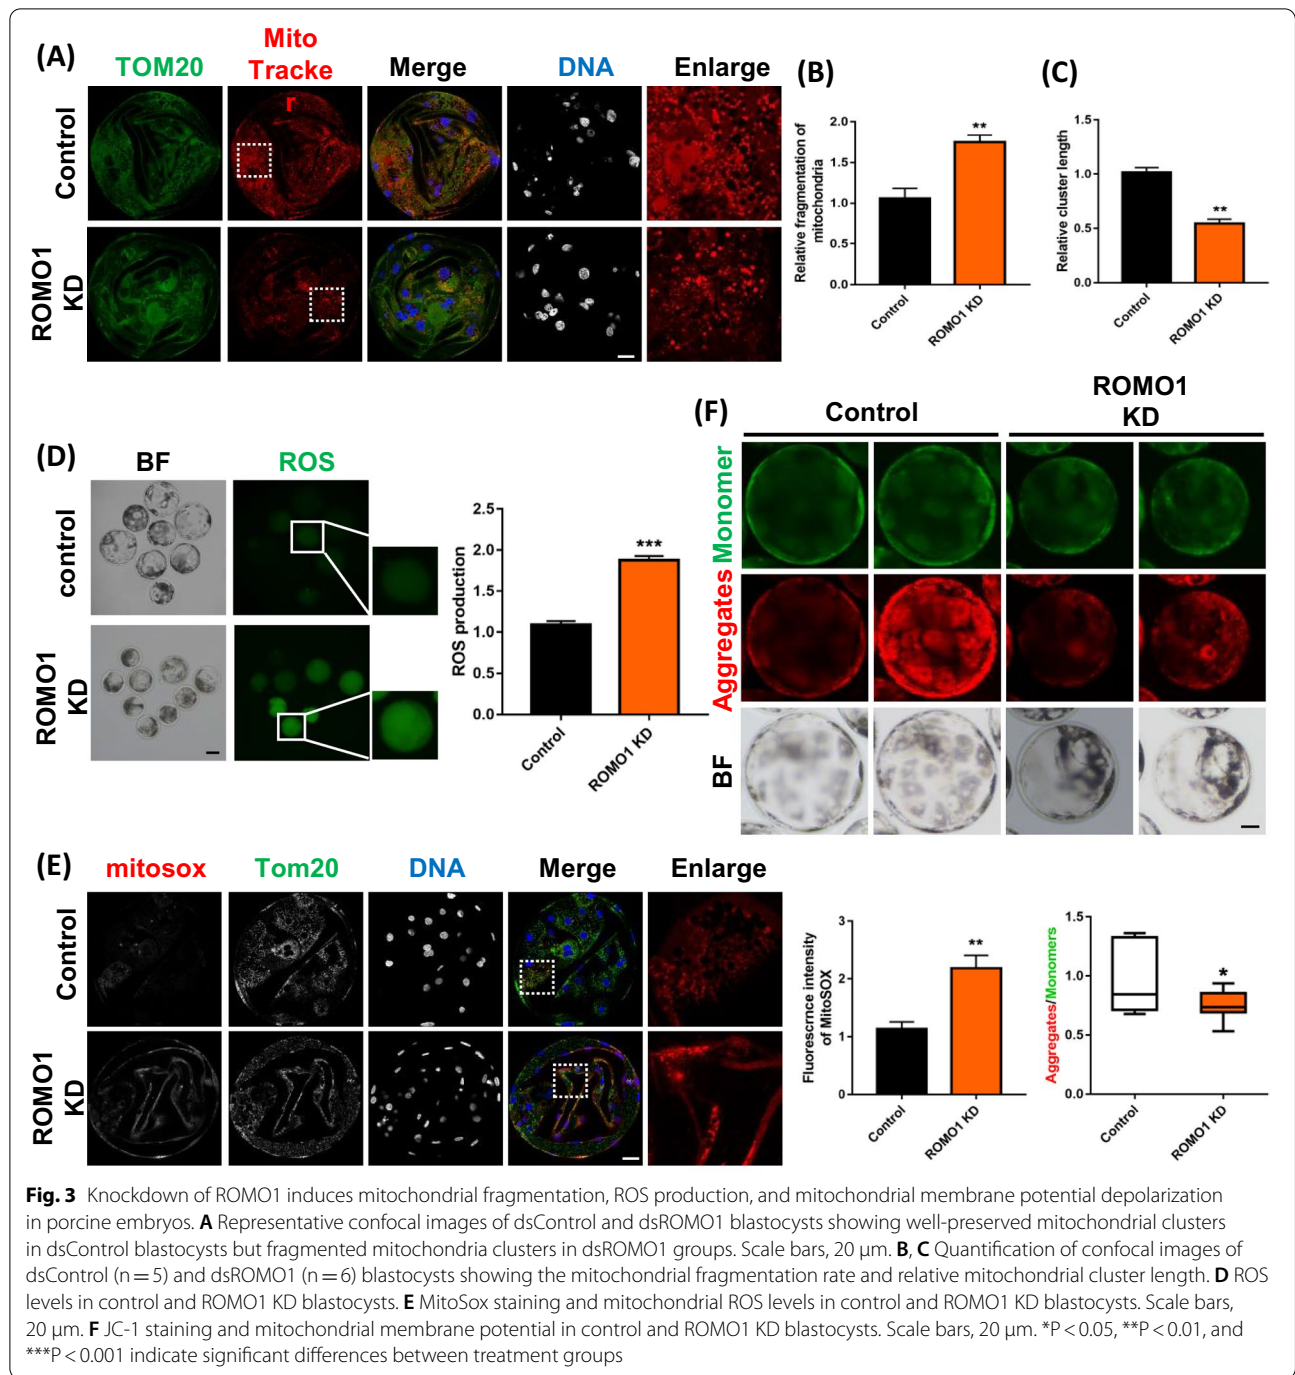 (A)
TOM20
Mito
Tracke
r
Merge
DNA
Enlarge
Control
ROMO1
KD
(B)
Relative fragmentation of
mitochondria
2.0
1.5
1.0
0.5
0.0
**
Control
ROMO1 KD
(C)
Relative cluster length
1.5
1.0
0.5
0.0
**
Control
ROMO1 KD
(D)
BF
ROS
control
ROMO1
KD
ROS production
2.5
2.0
1.5
1.0
0.5
0.0
***
Control
ROMO1 KD
(F)
Control
ROMO1
KD
Monomer
Aggregates
BF
(E)
mitosox
Tom20
DNA
Merge
Enlarge
Control
ROMO1
KD
Fluorescrnce intensity
of MitoSOX
3
2
1
0
**
Control
ROMO1 KD
Aggregates/Monomers
1.5
1.0
0.5
0.0
*
Control
ROMO1 KD
Fig. 3 Knockdown of ROMO1 induces mitochondrial fragmentation, ROS production, and mitochondrial membrane potential depolarization
in porcine embryos. A Representative confocal images of dsControl and dsROMO1 blastocysts showing well-preserved mitochondrial clusters
in dsControl blastocysts but fragmented mitochondria clusters in dsROMO1 groups. Scale bars, 20 µm. B, C Quantification of confocal images of
dsControl (n = 5) and dsROMO1 (n = 6) blastocysts showing the mitochondrial fragmentation rate and relative mitochondrial cluster length. D ROS
levels in control and ROMO1 KD blastocysts. E MitoSox staining and mitochondrial ROS levels in control and ROMO1 KD blastocysts. Scale bars,
20 µm. F JC-1 staining and mitochondrial membrane potential in control and ROMO1 KD blastocysts. Scale bars, 20 µm. *P < 0.05, **P < 0.01, and
***P < 0.001 indicate significant differences between treatment groups